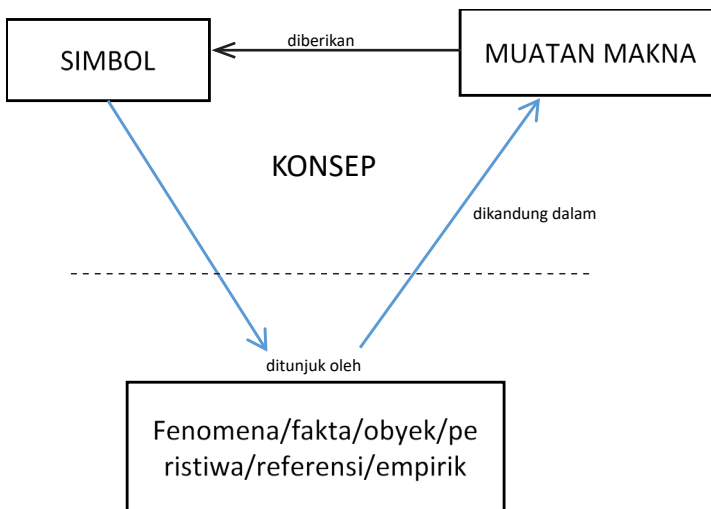 diberikan
SIMBOL
MUATAN MAKNA
KONSEP
dikandung dalam
ditunjuk oleh
Fenomena/fakta/obyek/pe
ristiwa/referensi/empirik